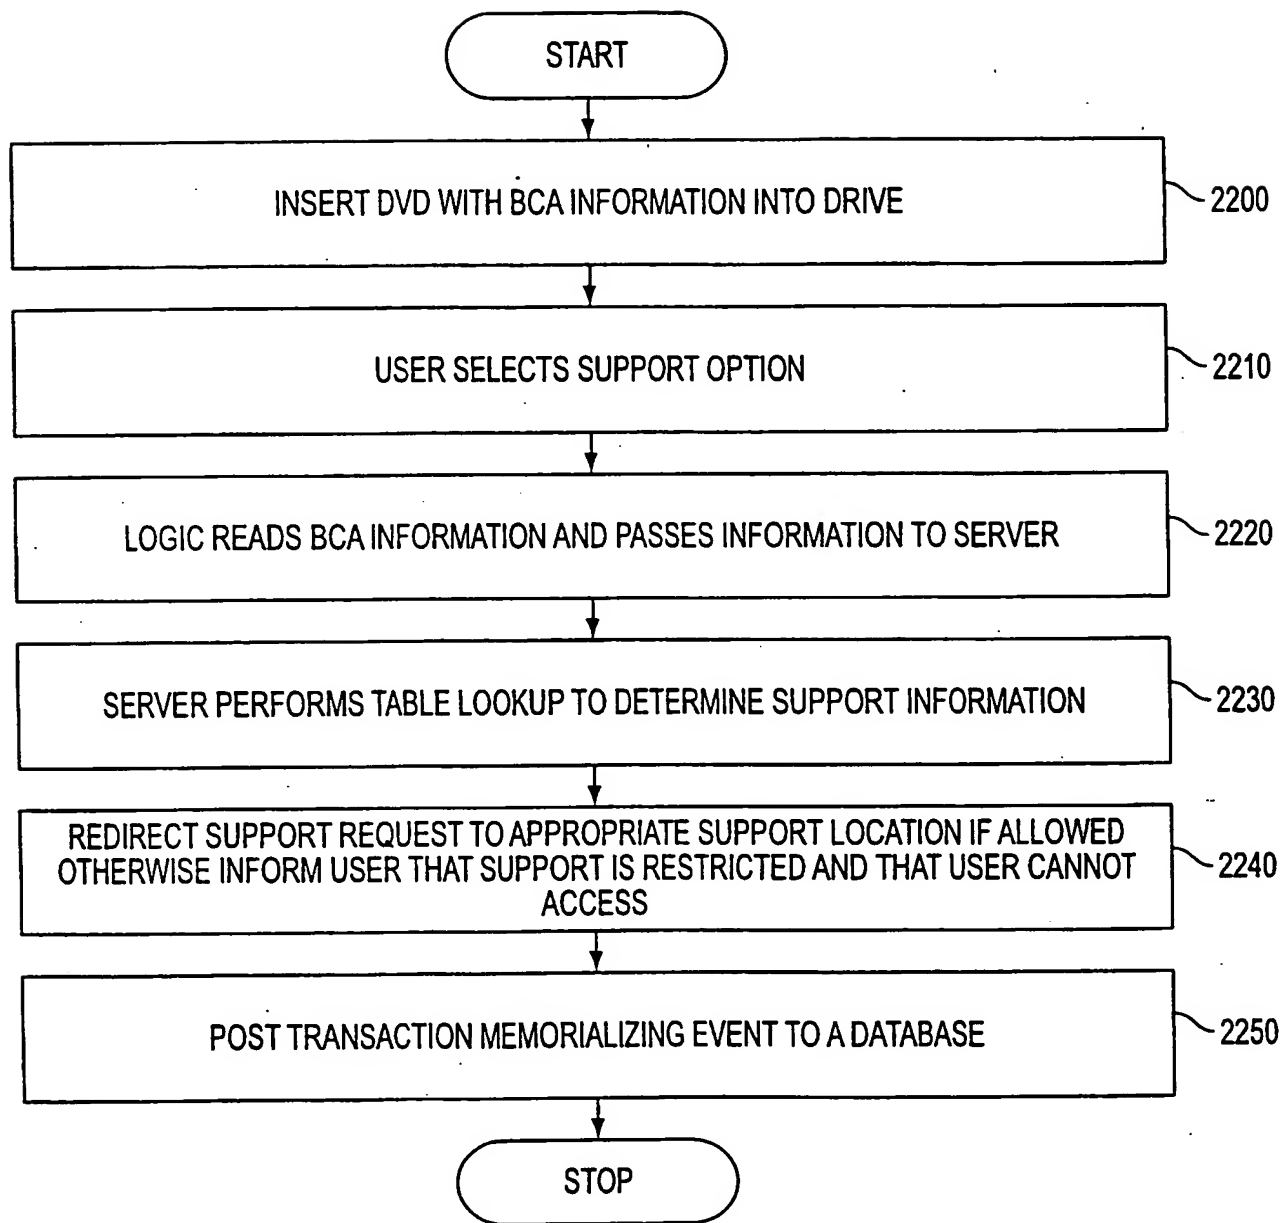 START
INSERT DVD WITH BCA INFORMATION INTO DRIVE
2200
USER SELECTS SUPPORT OPTION
2210
LOGIC READS BCA INFORMATION AND PASSES INFORMATION TO SERVER
2220
SERVER PERFORMS TABLE LOOKUP TO DETERMINE SUPPORT INFORMATION
2230
REDIRECT SUPPORT REQUEST TO APPROPRIATE SUPPORT LOCATION IF ALLOWED
OTHERWISE INFORM USER THAT SUPPORT IS RESTRICTED AND THAT USER CANNOT
ACCESS
2240
POST TRANSACTION MEMORIALIZING EVENT TO A DATABASE
2250
STOP